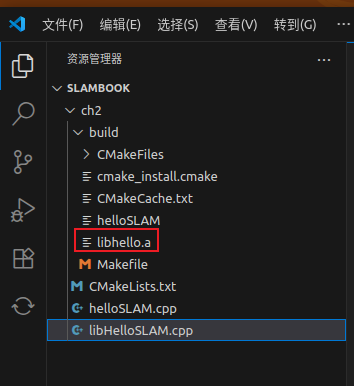 文件(F) 编辑(E) 选择(S) 查看(V) 转到(G)
资源管理器
SLAMBOOK
ch2
build
CMakeFiles
cmake_install.cmake
CMakeCache.txt
helloSLAM
libhello.a
Makefile
CMakeLists.txt
helloSLAM.cpp
libHelloSLAM.cpp